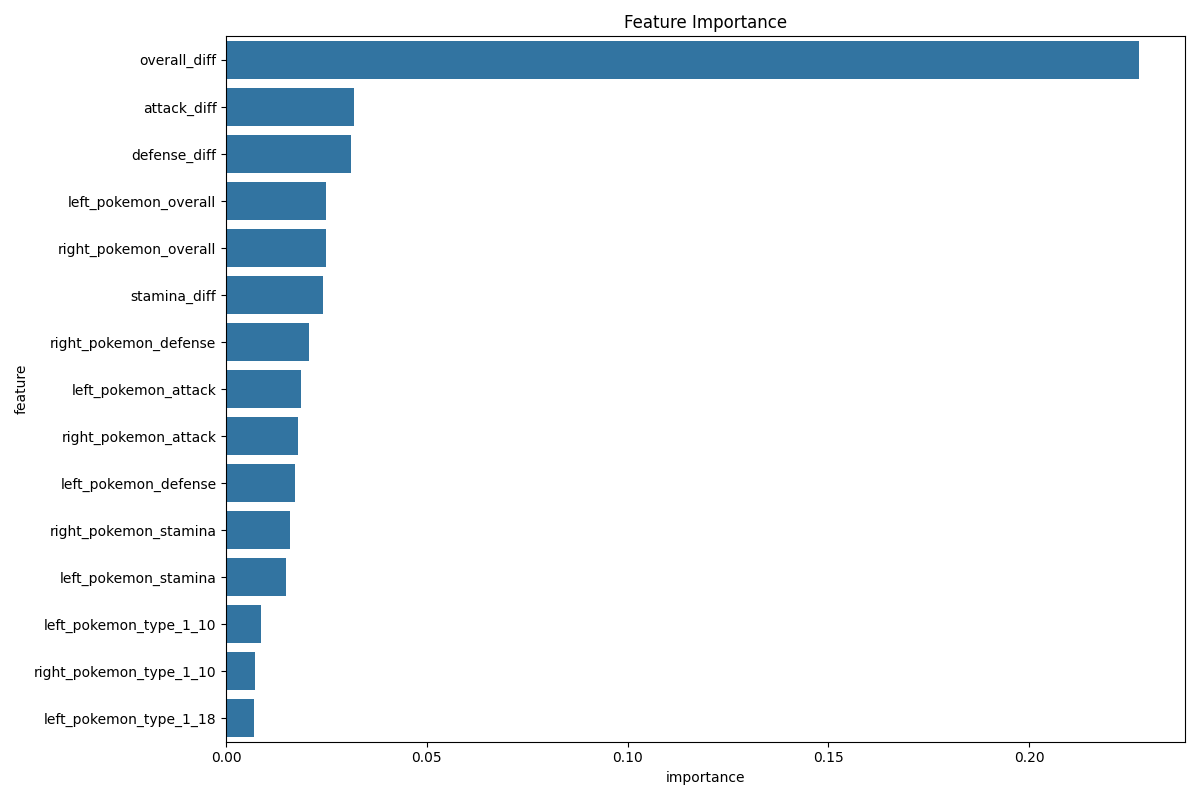 Feature Importance
overall_diff
attack_diff
defense_diff
left_pokemon_overall
right_pokemon_overall
stamina_diff
right_pokemon_defense
left_pokemon_attack
right_pokemon_attack
left_pokemon_defense
right_pokemon_stamina
left_pokemon_stamina
left_pokemon_type_1_10
right_pokemon_type_1_10
left_pokemon_type_1_18
feature
0.00 0.05 0.10 0.15 0.20
importance